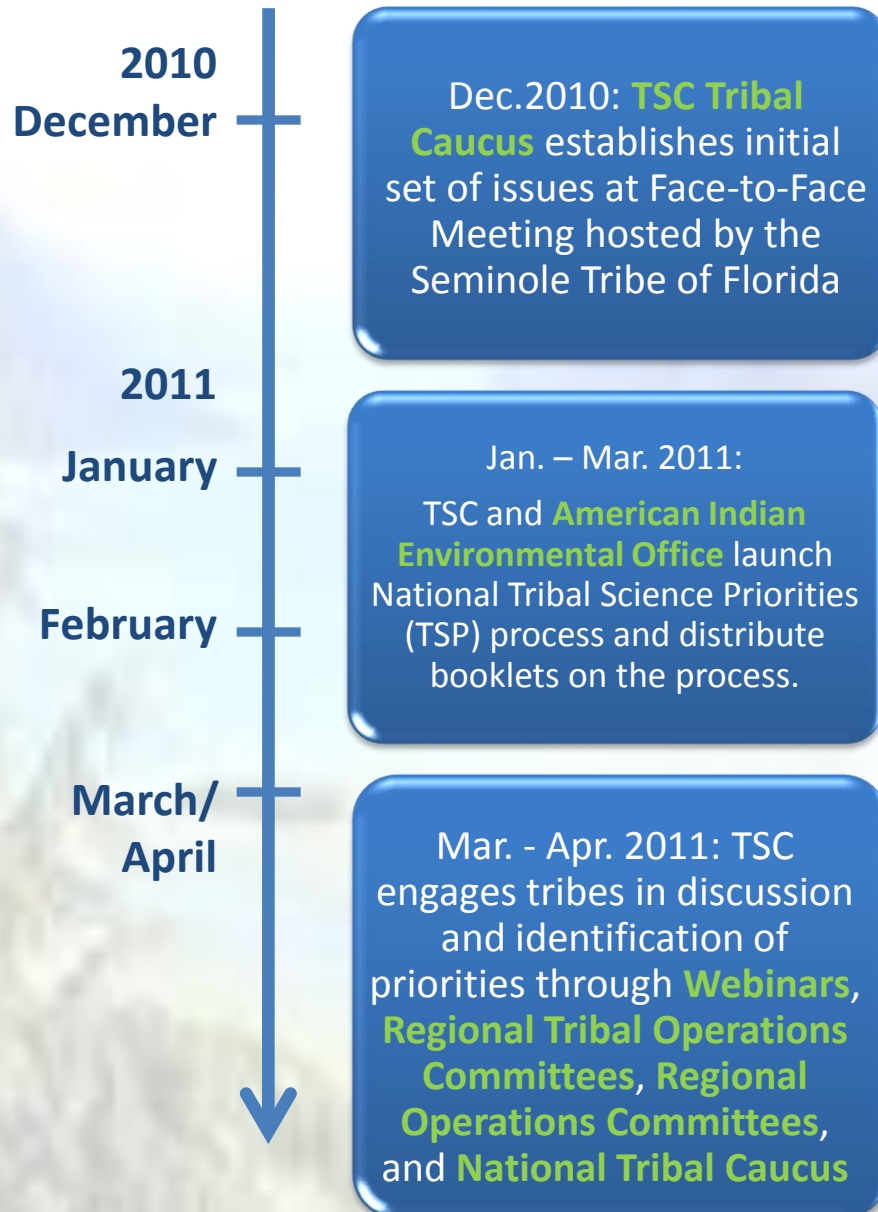 2010
December
Dec.2010: TSC Tribal
Caucus establishes initial
set of issues at Face-to-Face
Meeting hosted by the
Seminole Tribe of Florida
2011
January
Jan. – Mar. 2011:
TSC and American Indian
Environmental Office launch
National Tribal Science Priorities
(TSP) process and distribute
booklets on the process.
February
March/
April
Mar. - Apr. 2011: TSC
engages tribes in discussion
and identification of
priorities through Webinars,
Regional Tribal Operations
Committees, Regional
Operations Committees,
and National Tribal Caucus